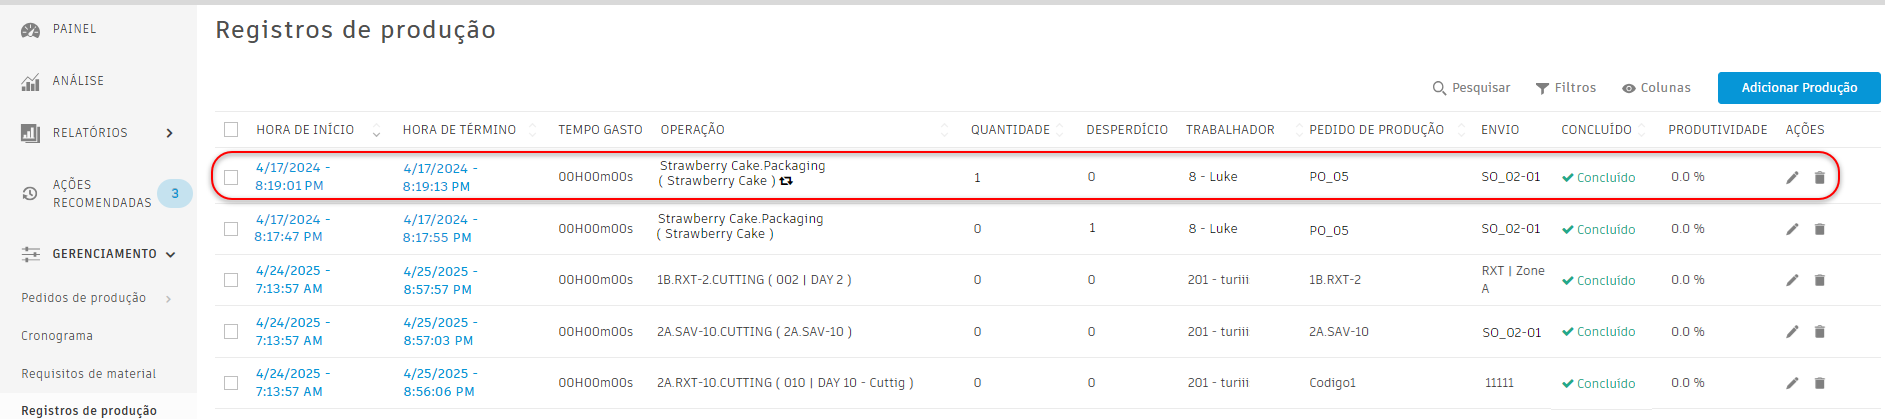 PAINEL
ANÁLISE
RELATÓRIOS
AÇÕES
RECOMENDADAS
3
GERENCIAMENTO
Pedidos de produção
Cronograma
Requisitos de material
Registros de produção
Registros de produção
Pesquisar Filtros Colunas Adicionar Produção
HORA DE INÍCIO HORA DE TÉRMINO TEMPO GASTO OPERAÇÃO QUANTIDADE DESPERDÍCIO TRABALHADOR PEDIDO DE PRODUÇÃO ENVIO CONCLUÍDO PRODUTIVIDADE AÇÕES
4/17/2024 - 4/17/2024 - Strawberry Cake.Packaging
8:19:01 PM 8:19:13 PM 00H00m00s ( Strawberry Cake ) 1 0 8 - Luke PO_05 SO_02-01 Concluído 0.0 %
4/17/2024 - 4/17/2024 - Strawberry Cake.Packaging
8:17:47 PM 8:17:55 PM 00H00m00s ( Strawberry Cake ) 0 1 8 - Luke PO_05 SO_02-01 Concluído 0.0 %
4/24/2025 - 4/25/2025 - RXT | Zone
7:13:57 AM 8:57:57 PM 00H00m00s 1B.RXT-2.CUTTING ( 002 | DAY 2 ) 0 0 201 - turiii 1B.RXT-2 A Concluído 0.0 %
4/24/2025 - 4/25/2025 -
7:13:57 AM 8:57:03 PM 00H00m00s 2A.SAV-10.CUTTING ( 2A.SAV-10 ) 0 0 201 - turiii 2A.SAV-10 SO_02-01 Concluído 0.0 %
4/24/2025 - 4/25/2025 -
7:13:57 AM 8:56:06 PM 00H00m00s 2A.RXT-10.CUTTING ( 010 | DAY 10 - Cuttig ) 0 0 201 - turiii Codigo1 11111 Concluído 0.0 %